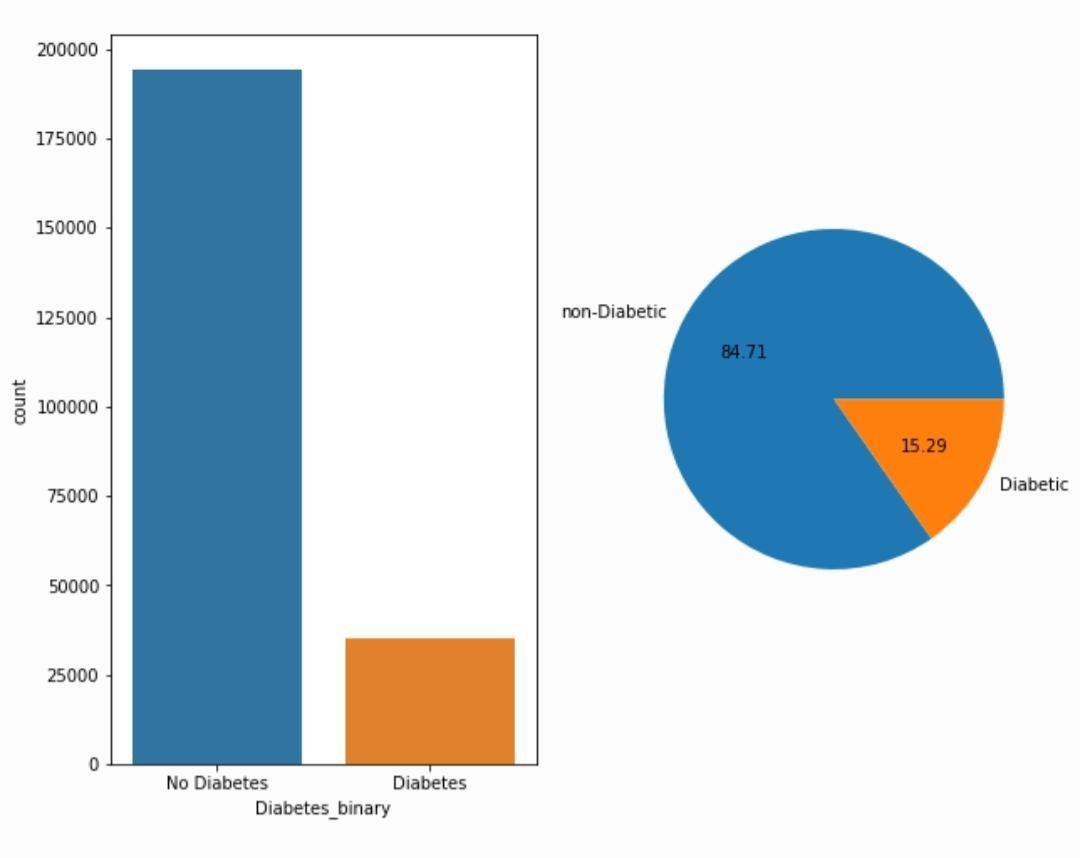 200000
175000
150000
125000
100000
75000
50000
25000
0
count
No Diabetes
Diabetes
Diabetes_binary
non-Diabetic
84.71
15.29
Diabetic